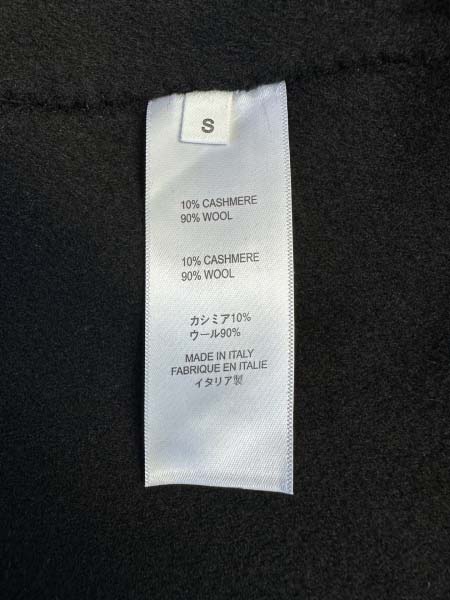 S
10% CASHMERE
90% WOOL
10% CASHMERE
90% WOOL
カシミア10%
ウール90%
MADE IN ITALY
FABRIQUE EN ITALIE
イタリア製